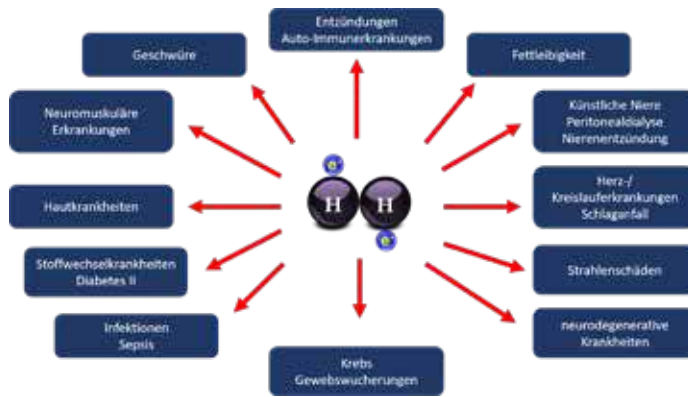 Entzündungen
Auto-Immunerkrankungen
Geschwüre
Fettleibigkeit
Neuromuskuläre
Erkrankungen
Künstliche Niere
Peritonealdialyse
Nierenentzündung
H H
Hautkrankheiten
Herz-/
Kreislauferkrankungen
Schlaganfall
Stoffwechselkrankheiten
Diabetes II
Strahlenschäden
Infektionen
Sepsis
neurodegenerative
Krankheiten
Krebs
Gewebswucherungen